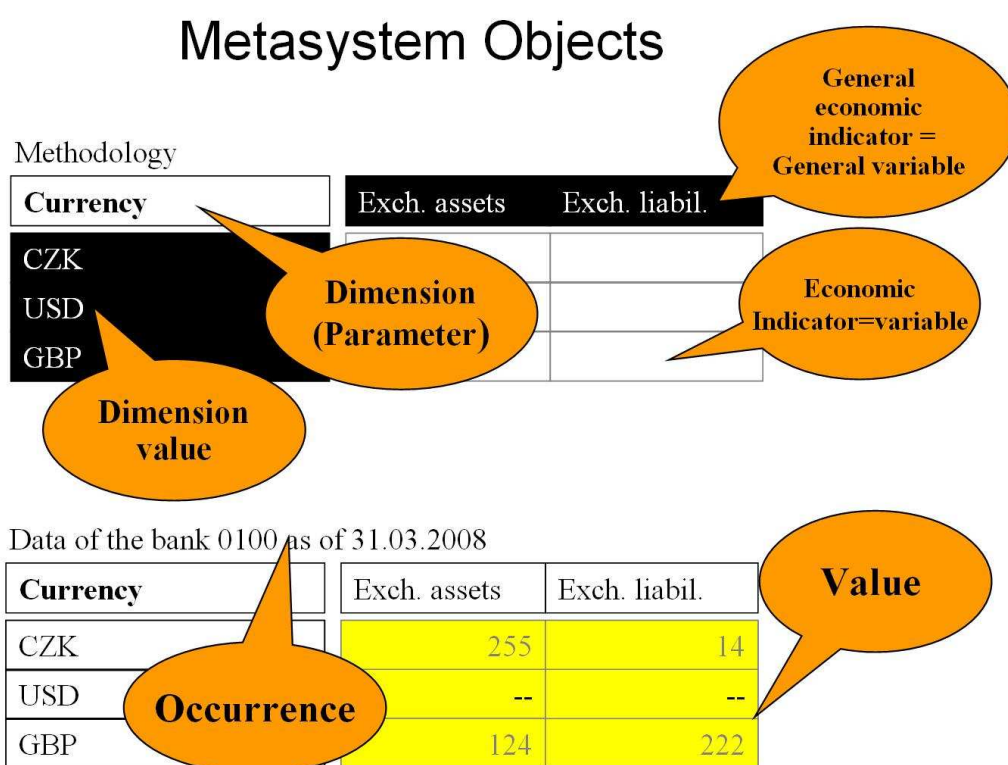 Metasystem Objects
General
economic
indicator =
General variable
Methodology
Currency
Exch. assets
Exch. liabil.
CZK
USD
GBP
Dimension
(Parameter)
Economic
Indicator=variable
Dimension
value
Data of the bank 0100 as of 31.03.2008
Currency
Exch. assets
Exch. liabil.
Value
CZK
255
14
USD
--
--
Occurrence
GBP
124
222